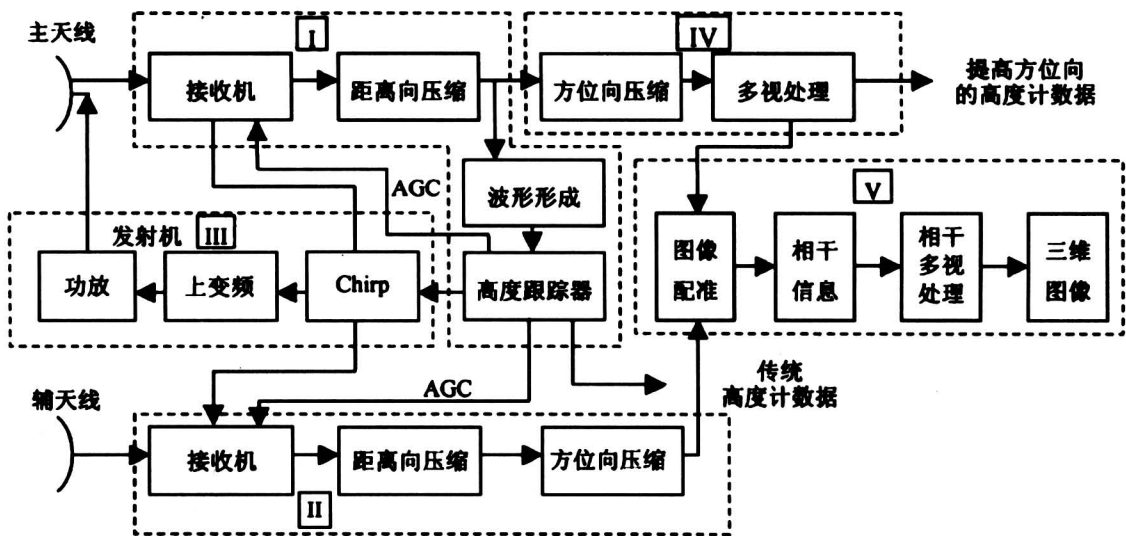 主天线
I
接收机
距离向压缩
IV
方位向压缩
多视处理
提高方位向
的高度计数据
AGC
波形形成
V
发射机
III
功放
上变频
Chirp
高度跟踪器
图像
配准
相干
信息
相干
多视
处理
三维
图像
辅天线
AGC
传统
高度计数据
接收机
距离向压缩
方位向压缩
II